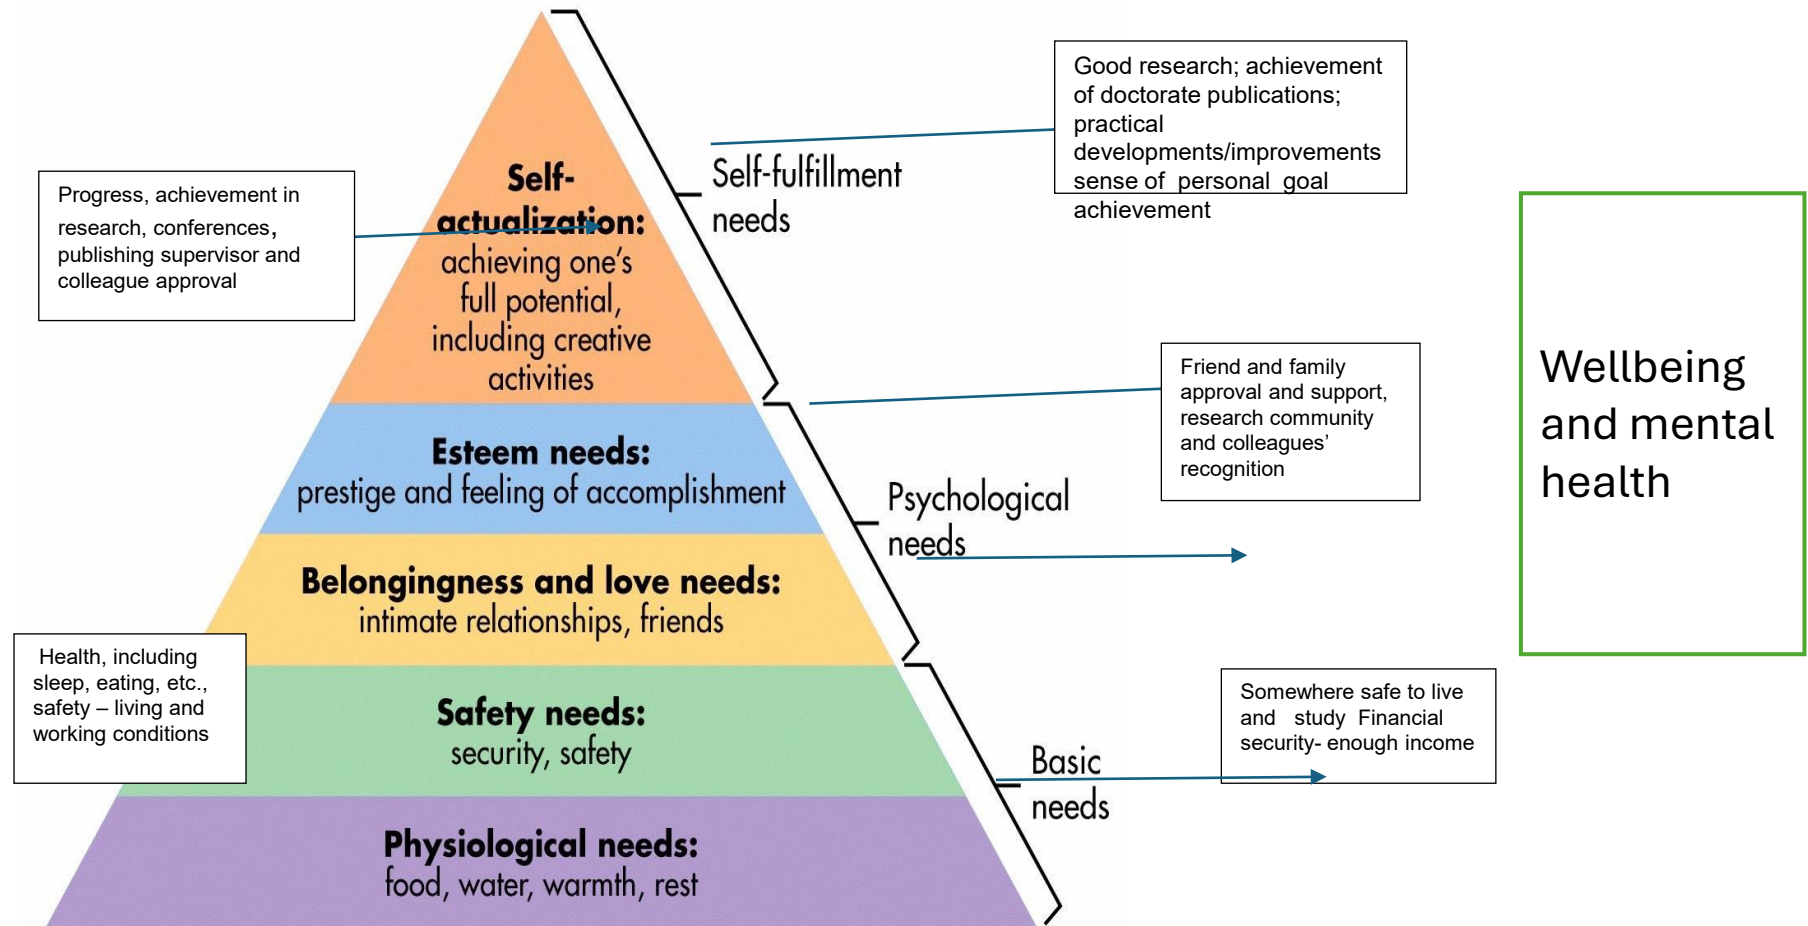 Self-
actualization:
achieving one's
full potential,
including creative
activities
Esteem needs:
prestige and feeling of accomplishment
Belongingness and love needs:
intimate relationships, friends
Safety needs:
security, safety
Physiological needs:
food, water, warmth, rest
Self-fulfillment
needs
Psychological
needs
Basic
needs
Progress, achievement in
research, conferences,
publishing supervisor and
colleague approval
Health, including
sleep, eating, etc.,
safety – living and
working conditions
Good research; achievement
of doctorate publications;
practical
developments/improvements
sense of personal goal
achievement
Friend and family
approval and support,
research community
and colleagues’
recognition
Somewhere safe to live
and study Financial
security- enough income
Wellbeing
and mental
health